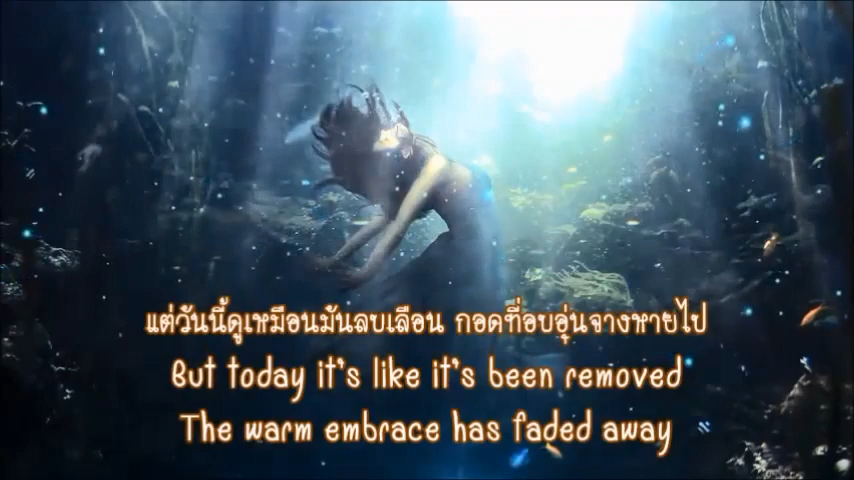 แต่วันนี้ดูเหมือนมันลบเลือน กอดที่อบอุ่นจางหายไป
But today it's like it's been removed
The warm embrace has faded away